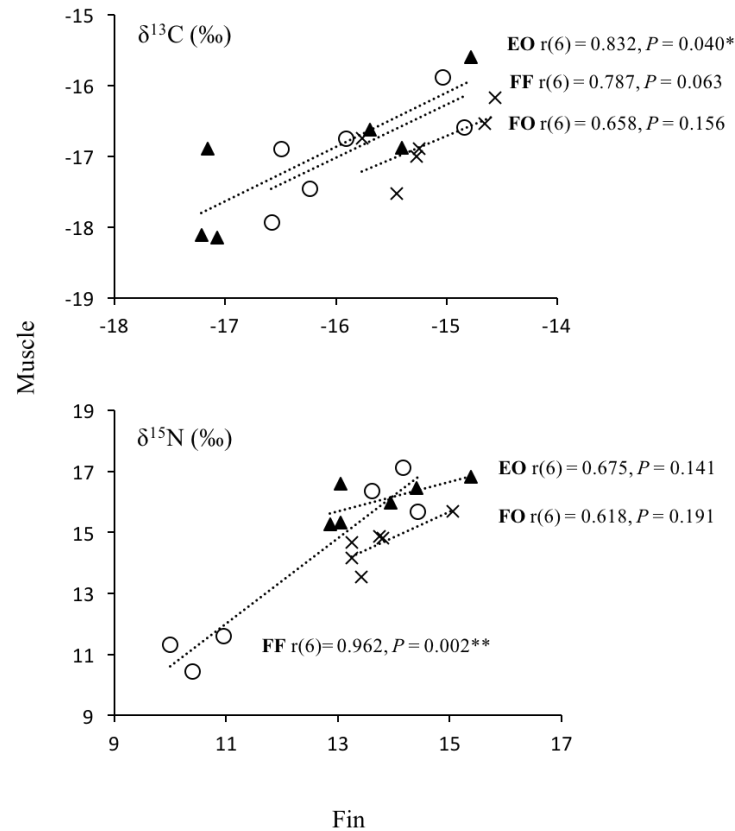 δ¹³C (‰)
-15
-16
-17
-18
-19
-18 -17 -16 -15 -14
EO r(6) = 0.832, P = 0.040*
FF r(6) = 0.787, P = 0.063
FO r(6) = 0.658, P = 0.156
Muscle
δ¹⁵N (‰)
19
17
15
13
11
9
9 11 13 15 17
EO r(6) = 0.675, P = 0.141
FO r(6) = 0.618, P = 0.191
FF r(6)= 0.962, P = 0.002**
Fin